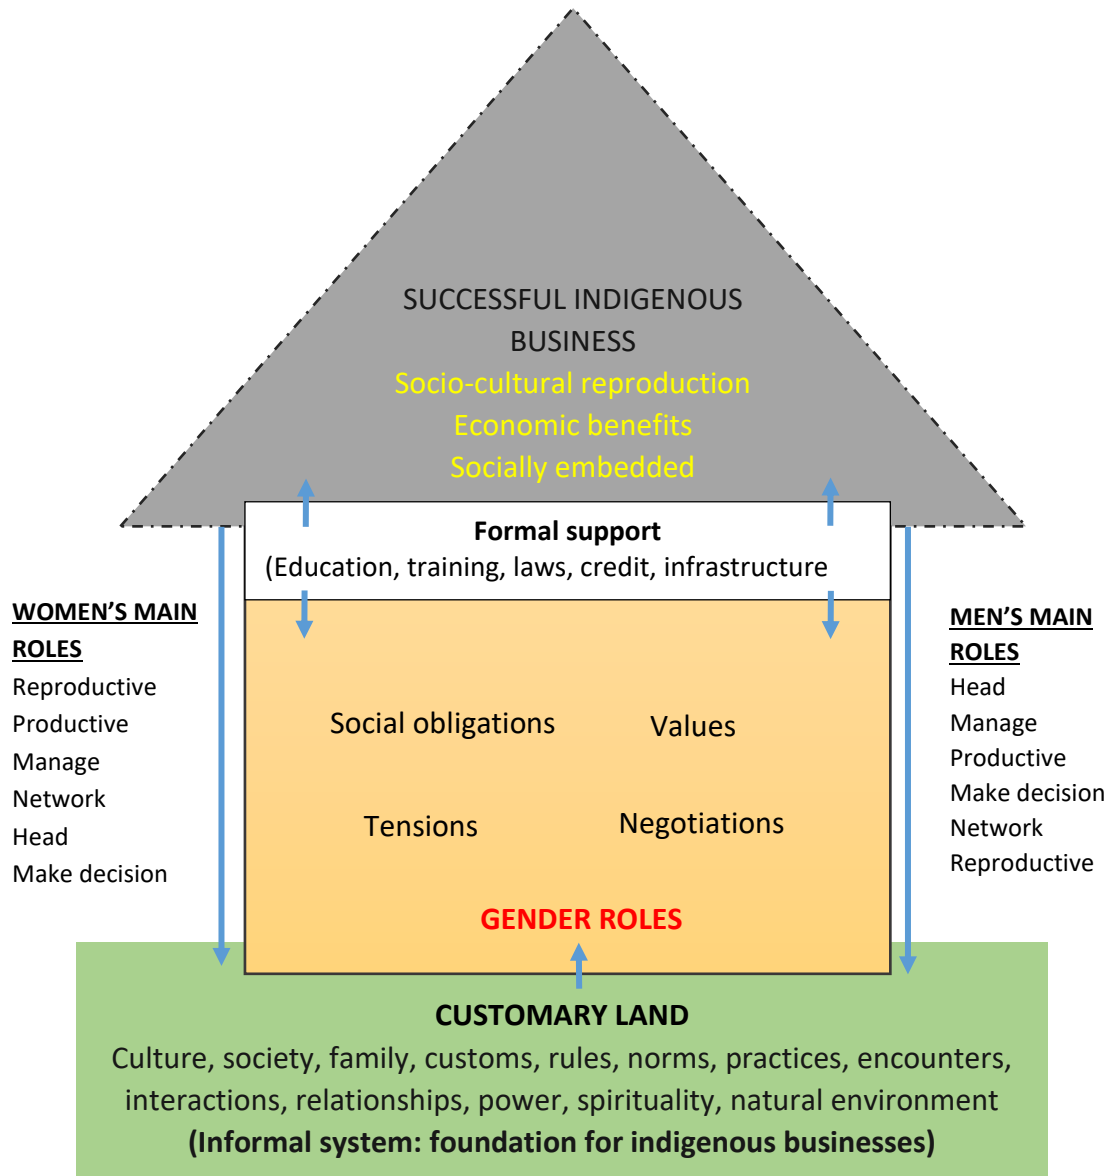 SUCCESSFUL INDIGENOUS
BUSINESS
Socio-cultural reproduction
Economic benefits
Socially embedded
Formal support
(Education, training, laws, credit, infrastructure
WOMEN'S MAIN
ROLES
Reproductive
Productive
Manage
Network
Head
Make decision
MEN'S MAIN
ROLES
Head
Manage
Productive
Make decision
Network
Reproductive
Social obligations
Values
Tensions
Negotiations
GENDER ROLES
CUSTOMARY LAND
Culture, society, family, customs, rules, norms, practices, encounters,
interactions, relationships, power, spirituality, natural environment
(Informal system: foundation for indigenous businesses)